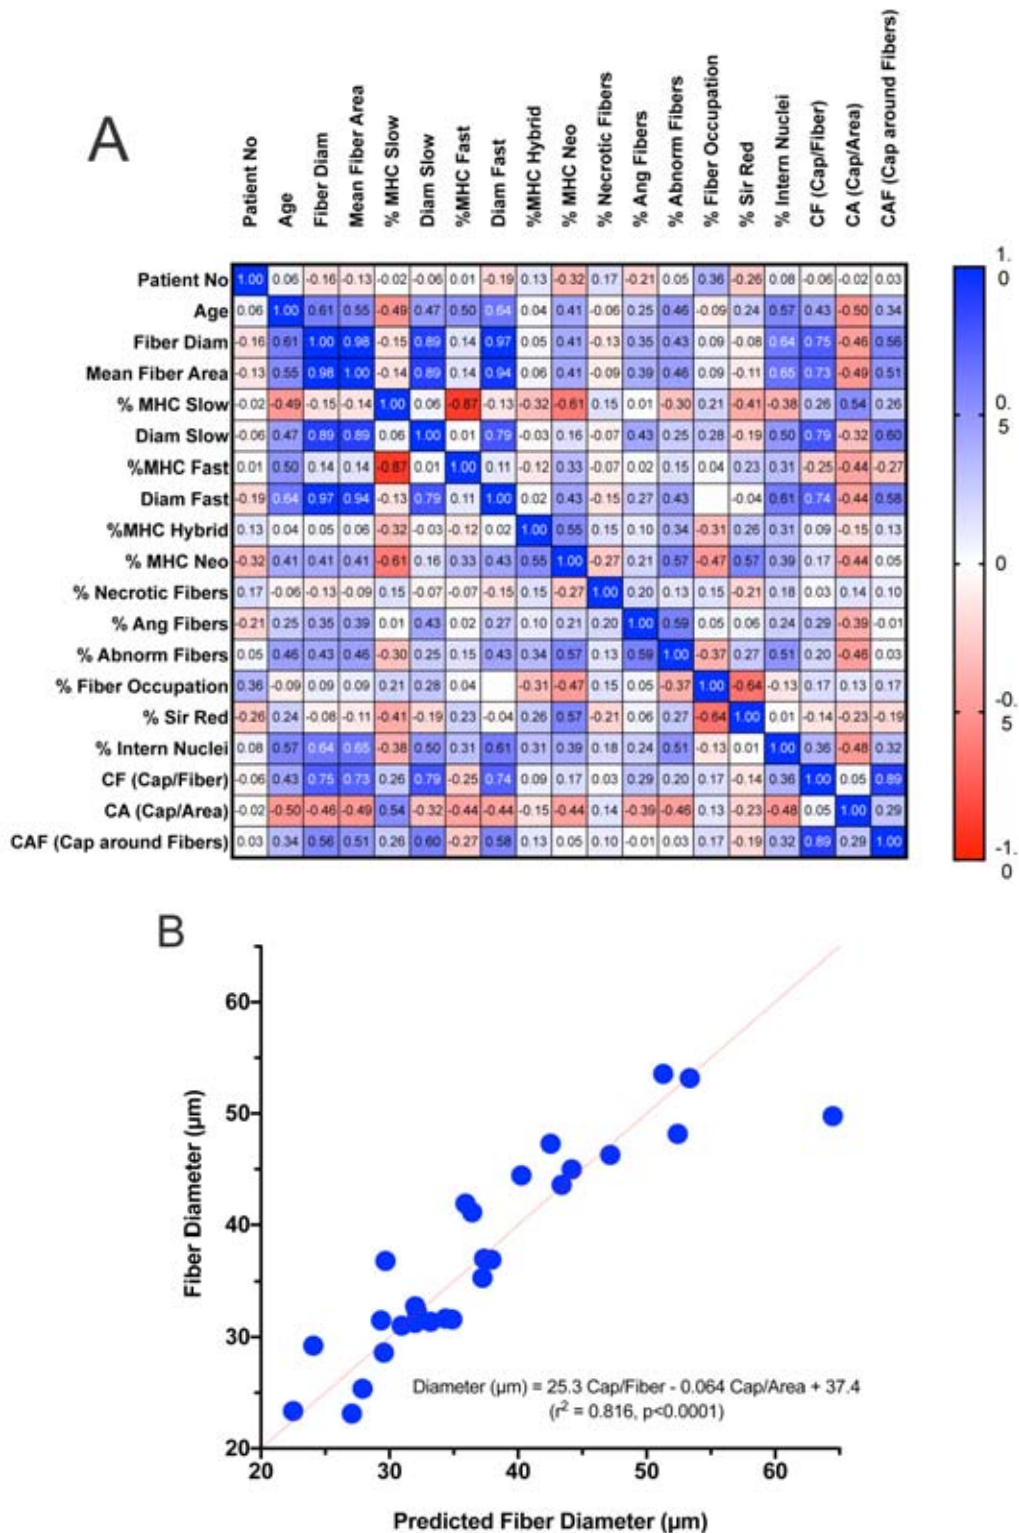 A
Patient No
Age
Fiber Diam
Mean Fiber Area
% MHC Slow
Diam Slow
%MHC Fast
Diam Fast
%MHC Hybrid
% MHC Neo
% Necrotic Fibers
% Ang Fibers
% Abnorm Fibers
% Fiber Occupation
% Sir Red
% Intern Nuclei
CF (Cap/Fiber)
CA (Cap/Area)
CAF (Cap around Fibers)
Patient No 1.00 0.06 -0.16 -0.13 -0.02 -0.06 0.01 -0.19 0.13 -0.32 0.17 -0.21 0.05 0.36 -0.26 0.08 -0.06 -0.02 0.03
Age 0.06 1.00 0.61 0.55 -0.49 0.47 0.50 0.64 0.04 0.41 -0.06 0.25 0.46 -0.09 0.24 0.57 0.43 -0.50 0.34
Fiber Diam -0.16 0.61 1.00 0.98 -0.15 0.89 0.14 0.97 0.05 0.41 -0.13 0.35 0.43 0.09 -0.08 0.64 0.75 -0.46 0.56
Mean Fiber Area -0.13 0.55 0.98 1.00 -0.14 0.89 0.14 0.94 0.06 0.41 -0.09 0.39 0.46 0.09 -0.11 0.65 0.73 -0.49 0.51
% MHC Slow -0.02 -0.49 -0.15 -0.14 1.00 0.06 -0.87 -0.13 -0.32 -0.61 0.15 0.01 -0.30 0.21 -0.41 -0.38 0.26 0.54 0.26
Diam Slow -0.06 0.47 0.89 0.89 0.06 1.00 0.01 0.79 -0.03 0.16 -0.07 0.43 0.25 0.28 -0.19 0.50 0.79 -0.32 0.60
%MHC Fast 0.01 0.50 0.14 0.14 -0.87 0.01 1.00 0.11 -0.12 0.33 -0.07 0.02 0.15 0.04 0.23 0.31 -0.25 -0.44 -0.27
Diam Fast -0.19 0.64 0.97 0.94 -0.13 0.79 0.11 1.00 0.02 0.43 -0.15 0.27 0.43 -0.04 0.61 0.74 -0.44 0.58
%MHC Hybrid 0.13 0.04 0.05 0.06 -0.32 -0.03 -0.12 0.02 1.00 0.55 0.15 0.10 0.34 -0.31 0.26 0.31 0.09 -0.15 0.13
% MHC Neo -0.32 0.41 0.41 0.41 -0.61 0.16 0.33 0.43 0.55 1.00 -0.27 0.21 0.57 -0.47 0.57 0.39 0.17 -0.44 0.05
% Necrotic Fibers 0.17 -0.06 -0.13 -0.09 0.15 -0.07 -0.07 -0.15 0.15 -0.27 1.00 0.20 0.13 0.15 -0.21 0.18 0.03 0.14 0.10
% Ang Fibers -0.21 0.25 0.35 0.39 0.01 0.43 0.02 0.27 0.10 0.21 0.20 1.00 0.59 0.05 0.06 0.24 0.29 -0.39 -0.01
% Abnorm Fibers 0.05 0.46 0.43 0.46 -0.30 0.25 0.15 0.43 0.34 0.57 0.13 0.59 1.00 -0.37 0.27 0.51 0.20 -0.46 0.03
% Fiber Occupation 0.36 -0.09 0.09 0.09 0.21 0.28 0.04 -0.31 -0.47 0.15 0.05 -0.37 1.00 -0.64 -0.13 0.17 0.13 0.17
% Sir Red -0.26 0.24 -0.08 -0.11 -0.41 -0.19 0.23 -0.04 0.26 0.57 -0.21 0.06 0.27 -0.64 1.00 0.01 -0.14 -0.23 -0.19
% Intern Nuclei 0.08 0.57 0.64 0.65 -0.38 0.50 0.31 0.61 0.31 0.39 0.18 0.24 0.51 -0.13 0.01 1.00 0.36 -0.48 0.32
CF (Cap/Fiber) -0.06 0.43 0.75 0.73 0.26 0.79 -0.25 0.74 0.09 0.17 0.03 0.29 0.20 0.17 -0.14 0.36 1.00 0.05 0.89
CA (Cap/Area) -0.02 -0.50 -0.46 -0.49 0.54 -0.32 -0.44 -0.44 -0.15 -0.44 0.14 -0.39 -0.46 0.13 -0.23 -0.48 0.05 1.00 0.29
CAF (Cap around Fibers) 0.03 0.34 0.56 0.51 0.26 0.60 -0.27 0.58 0.13 0.05 0.10 -0.01 0.03 0.17 -0.19 0.32 0.89 0.29 1.00
1.
0
0.
5
0
-0.
5
-1.
0
B
Fiber Diameter (µm)
60
50
40
30
20
Diameter (µm) = 25.3 Cap/Fiber - 0.064 Cap/Area + 37.4
(r² = 0.816, p<0.0001)
20 30 40 50 60
Predicted Fiber Diameter (µm)